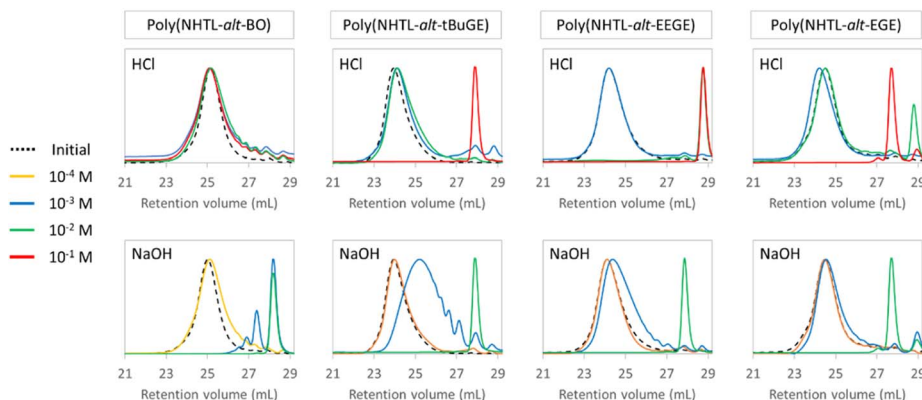 Poly(NHTL-alt-BO) Poly(NHTL-alt-tBuGE) Poly(NHTL-alt-EEGE) Poly(NHTL-alt-EGE)
HCl HCl HCl HCl
Initial
10⁻⁴ M
10⁻³ M
10⁻² M
10⁻¹ M
21 23 25 27 29 21 23 25 27 29 21 23 25 27 29 21 23 25 27 29
Retention volume (mL) Retention volume (mL) Retention volume (mL) Retention volume (mL)
NaOH NaOH NaOH NaOH
21 23 25 27 29 21 23 25 27 29 21 23 25 27 29 21 23 25 27 29
Retention volume (mL) Retention volume (mL) Retention volume (mL) Retention volume (mL)